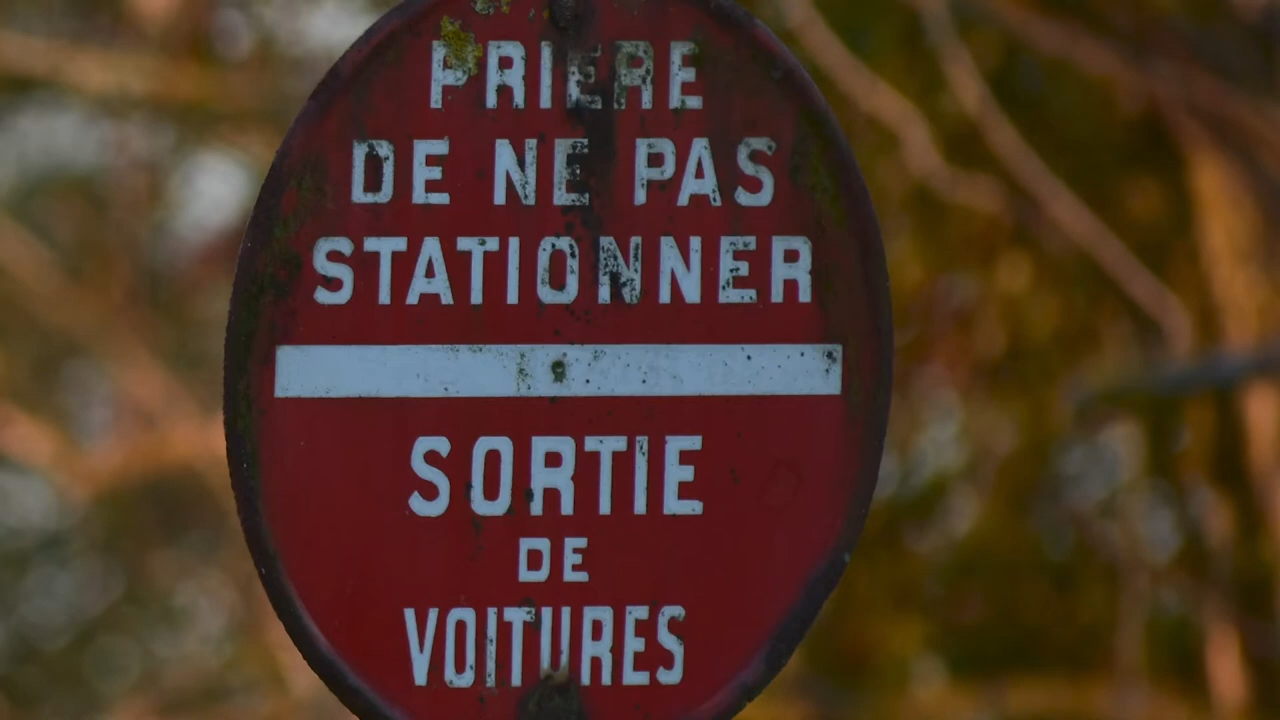 PRIERE
DE NE PAS
STATIONNER
SORTIE
DE
VOITURES